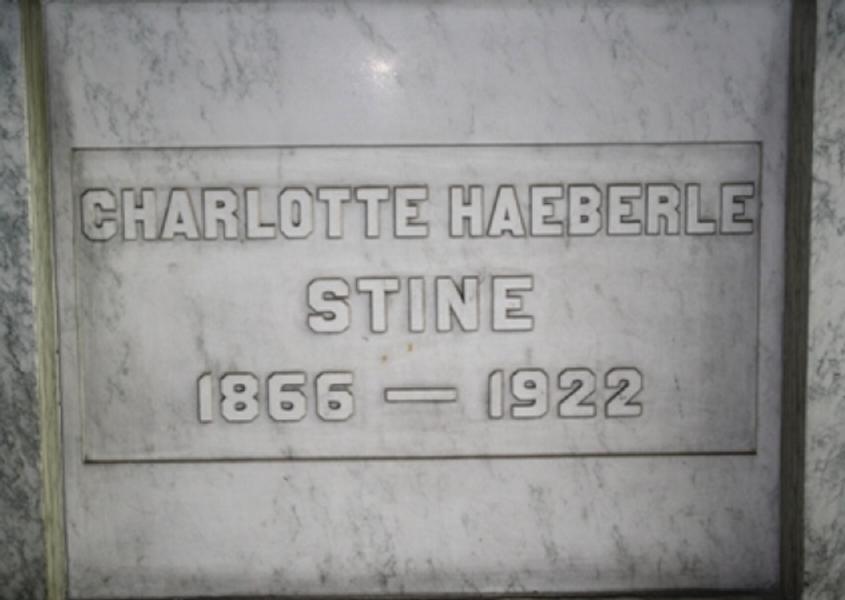 CHARLOTTE HAEBERLE
STINE
1866 — 1922